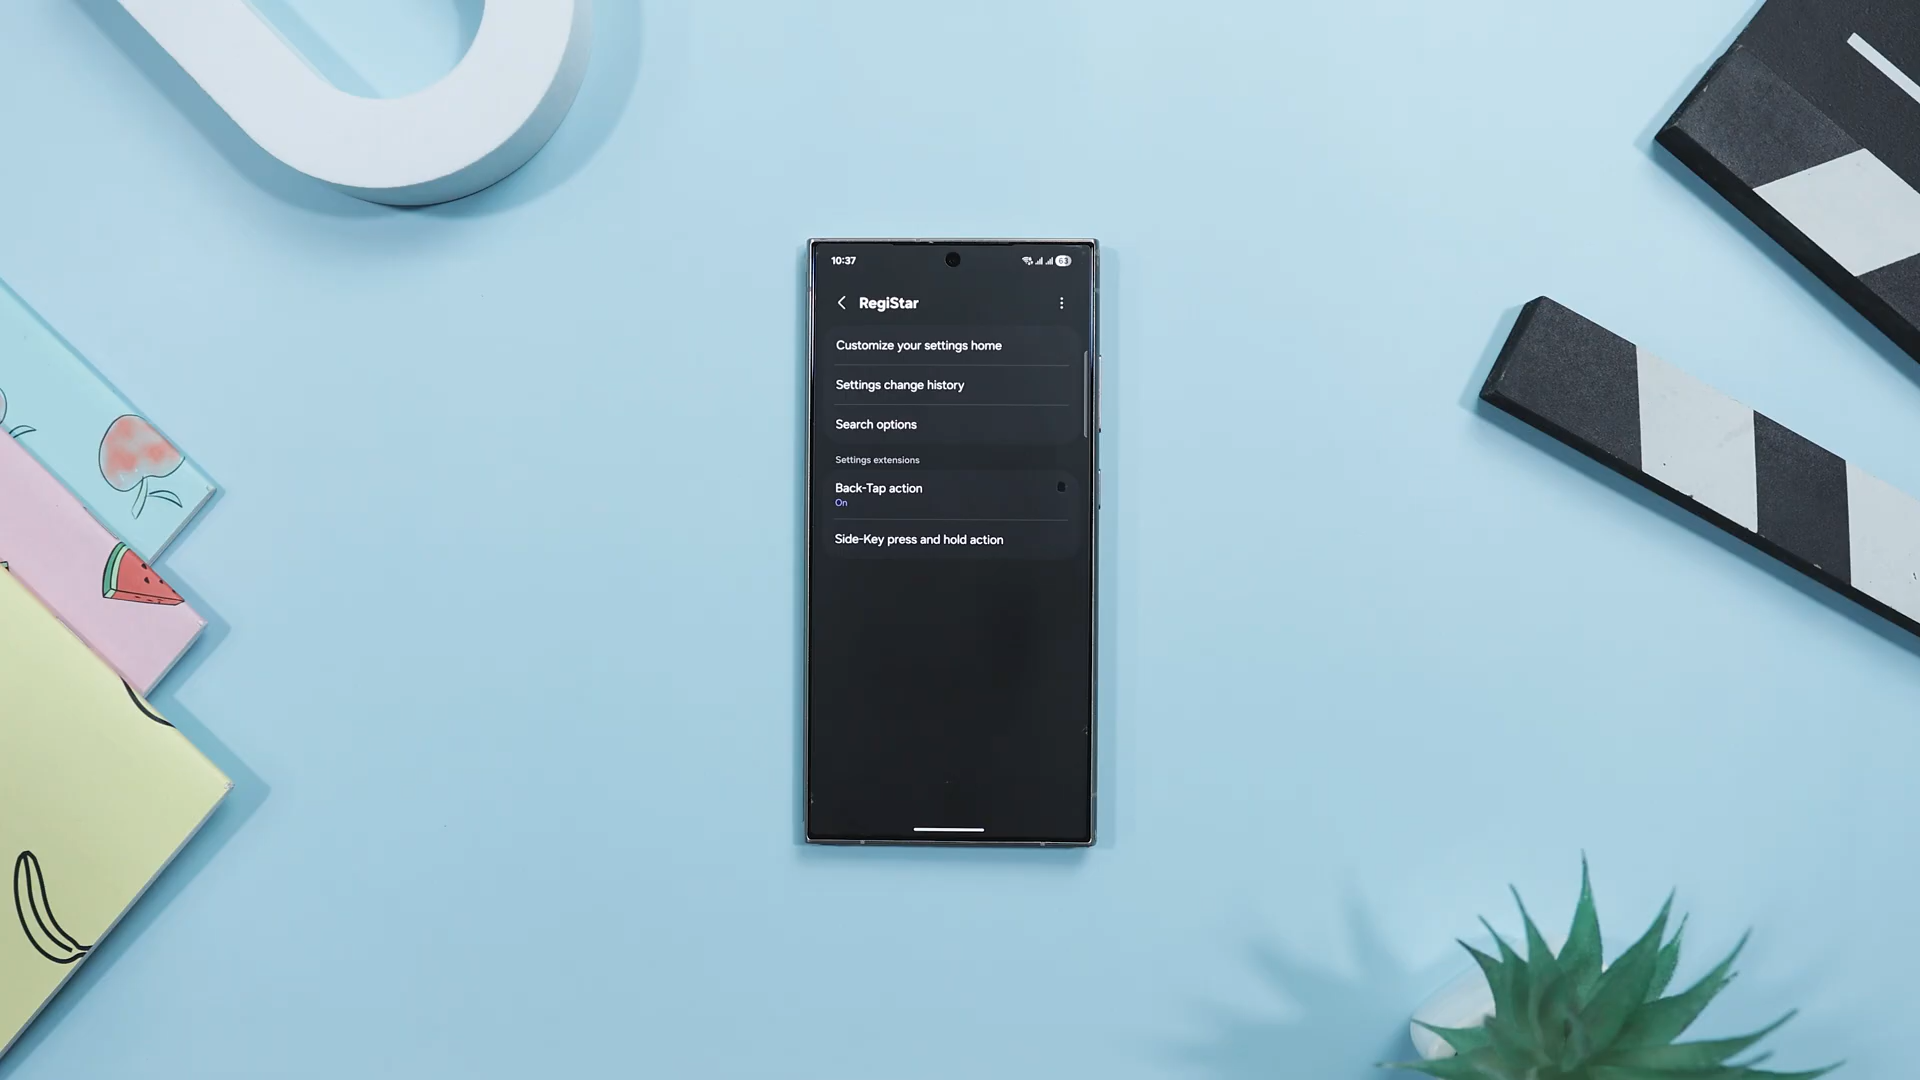 10:37
63
RegiStar
Customize your settings home
Settings change history
Search options
Settings extensions
Back-Tap action
On
Side-Key press and hold action